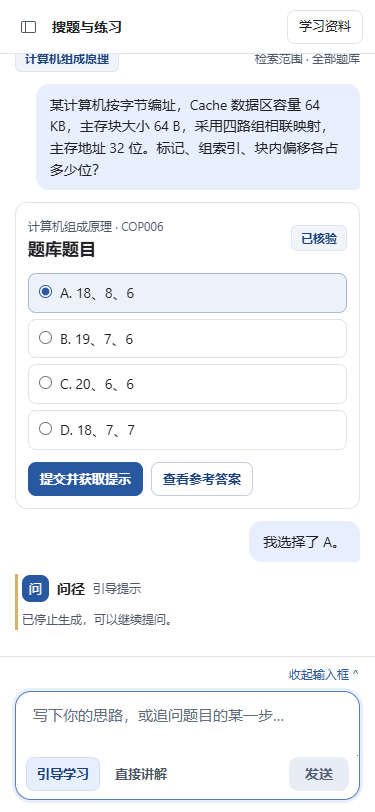 搜题与练习
学习资料
计算机组成原理
检索范围 · 全部题库
某计算机按字节编址，Cache 数据区容量 64
KB，主存块大小 64 B，采用四路组相联映射，
主存地址 32 位。标记、组索引、块内偏移各占
多少位？
计算机组成原理 · COP006
题库题目
已核验
A. 18、8、6
B. 19、7、6
C. 20、6、6
D. 18、7、7
提交并获取提示
查看参考答案
我选择了 A。
问
问径
引导提示
已停止生成，可以继续提问。
收起输入框 ^
写下你的思路，或追问题目的某一步...
引导学习
直接讲解
发送